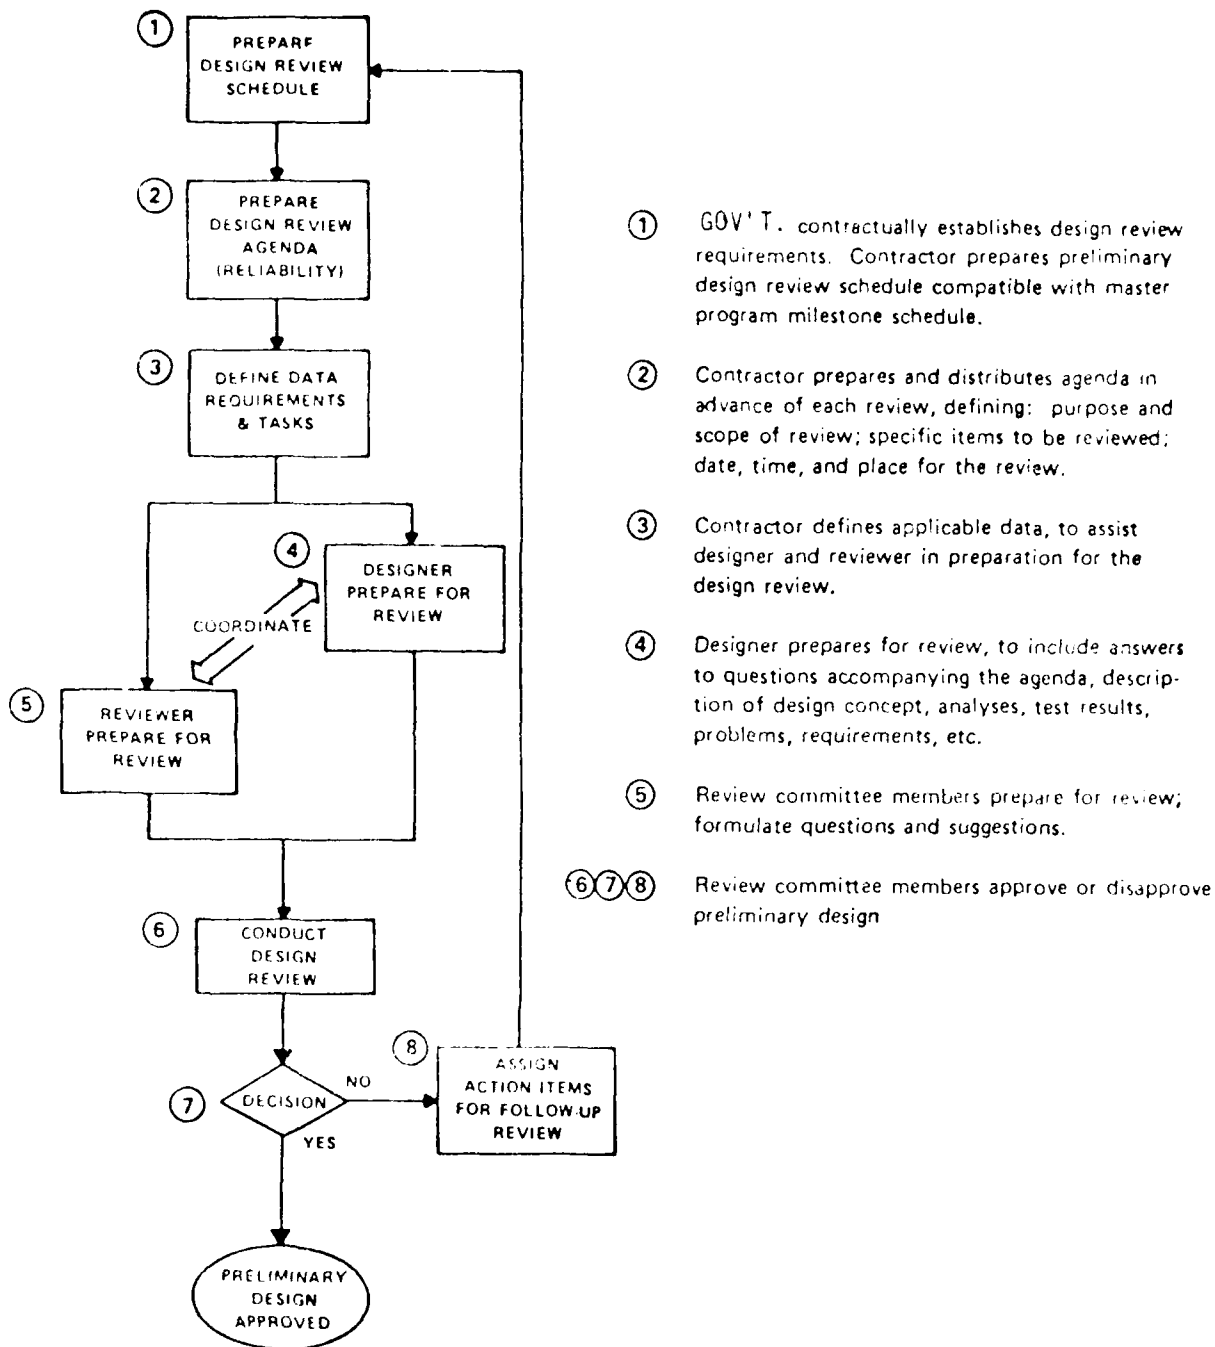 ①
PREPARE
DESIGN REVIEW
SCHEDULE
②
PREPARE
DESIGN REVIEW
AGENDA
(RELIABILITY)
③
DEFINE DATA
REQUIREMENTS
& TASKS
④
DESIGNER
PREPARE FOR
REVIEW
COORDINATE
⑤
REVIEWER
PREPARE FOR
REVIEW
⑥
CONDUCT
DESIGN
REVIEW
⑦
DECISION
NO
YES
⑧
ASSIGN
ACTION ITEMS
FOR FOLLOW-UP
REVIEW
PRELIMINARY
DESIGN
APPROVED
① GOV'T. contractually establishes design review
requirements. Contractor prepares preliminary
design review schedule compatible with master
program milestone schedule.
② Contractor prepares and distributes agenda in
advance of each review, defining: purpose and
scope of review; specific items to be reviewed;
date, time, and place for the review.
③ Contractor defines applicable data, to assist
designer and reviewer in preparation for the
design review.
④ Designer prepares for review, to include answers
to questions accompanying the agenda, descrip-
tion of design concept, analyses, test results,
problems, requirements, etc.
⑤ Review committee members prepare for review;
formulate questions and suggestions.
⑥⑦⑧ Review committee members approve or disapprove
preliminary design